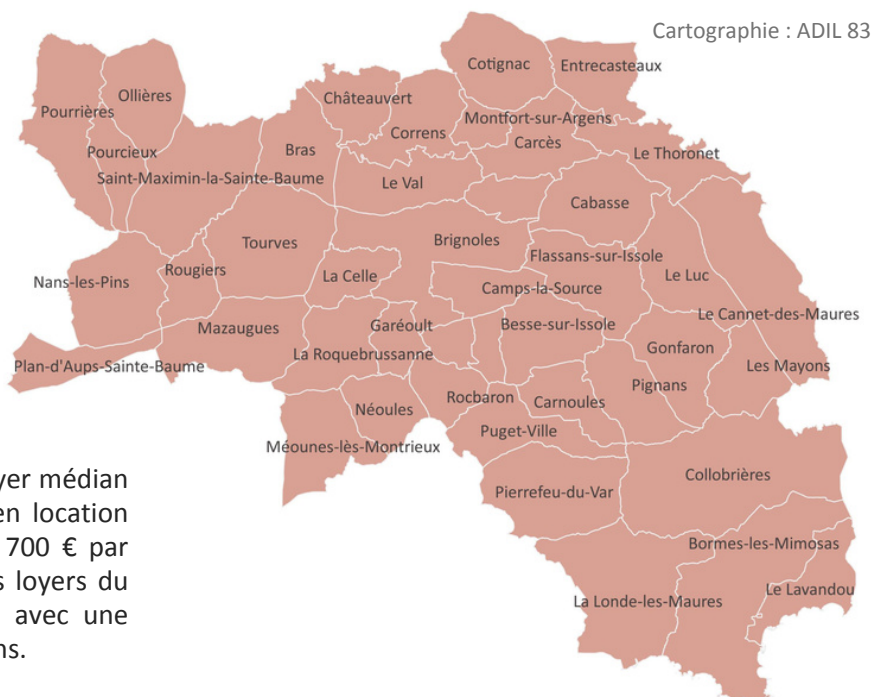 Cartographie : ADIL 83
Cotignac
Entrecasteaux
Ollières
Châteauvert
Pourrières
Montfort-sur-Argens
Correns
Carcès
Bras
Pourcieux
Le Thoronet
Saint-Maximin-la-Sainte-Baume
Le Val
Cabasse
Tourves
Brignoles
Flassans-sur-Issole
Rougiers
La Celle
Le Luc
Nans-les-Pins
Camps-la-Source
Le Cannet-des-Maures
Mazaugues
Garéoult
Besse-sur-Issole
Gonfaron
La Roquebrussanne
Plan-d'Aups-Sainte-Baume
Les Mayons
Pignans
Rocbaron
Carnoules
Néoules
Puget-Ville
Méounes-lès-Montrieux
Collobrières
Pierrefeu-du-Var
yer médian
en location
700 € par
s loyers du
avec une
ns.
Bormes-les-Mimosas
Le Lavandou
La Londe-les-Maures